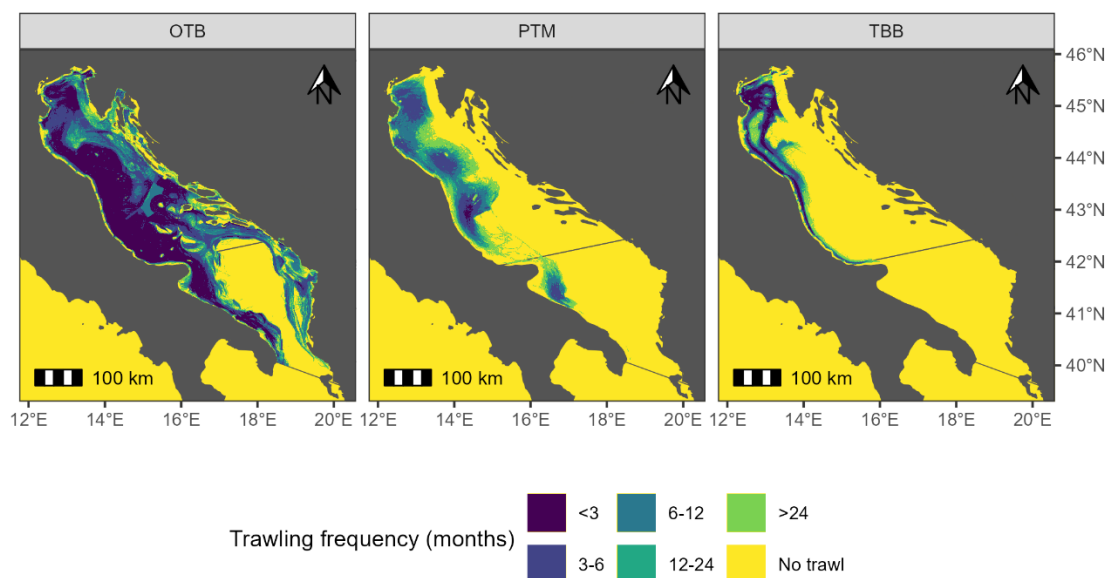 OTB PTM TBB
N N N
46°N
45°N
44°N
43°N
42°N
41°N
40°N
100 km 100 km 100 km
12°E 14°E 16°E 18°E 20°E 12°E 14°E 16°E 18°E 20°E 12°E 14°E 16°E 18°E 20°E
Trawling frequency (months)
<3 6-12 >24
3-6 12-24 No trawl